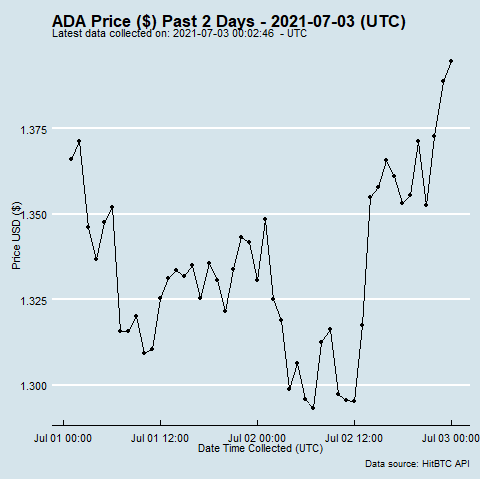 ADA Price ($) Past 2 Days - 2021-07-03 (UTC)
Latest data collected on: 2021-07-03 00:02:46 - UTC
1.375
1.350
1.325
1.300
Price USD ($)
Jul 01 00:00 Jul 01 12:00 Jul 02 00:00 Jul 02 12:00 Jul 03 00:00
Date Time Collected (UTC)
Data source: HitBTC API